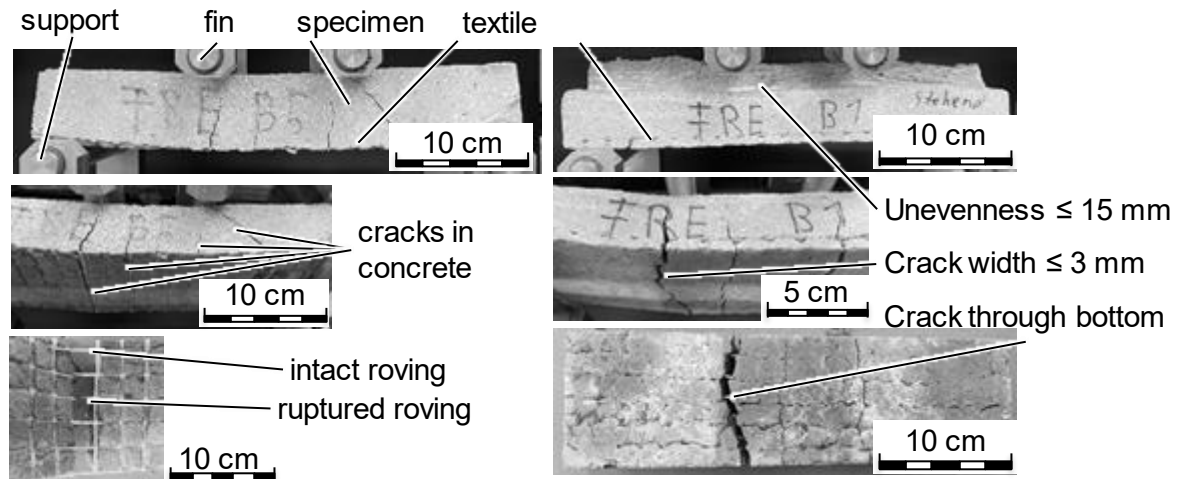 support fin specimen textile
FRE B5
10 cm
FRE B1
stehend
10 cm
Unevenness ≤ 15 mm
cracks in
concrete
10 cm
FRE B1
Crack width ≤ 3 mm
5 cm
Crack through bottom
intact roving
ruptured roving
10 cm
10 cm